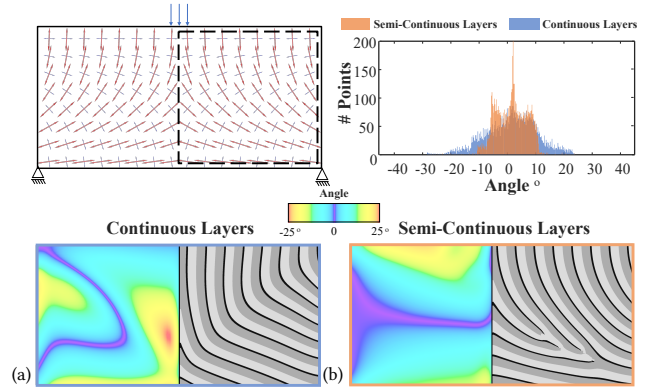 Semi-Continuous Layers
Continuous Layers
# Points
200
150
100
50
0
-40 -30 -20 -10 0 10 20 30 40
Angle °
Angle
-25° 0 25°
Continuous Layers
Semi-Continuous Layers
(a)
(b)